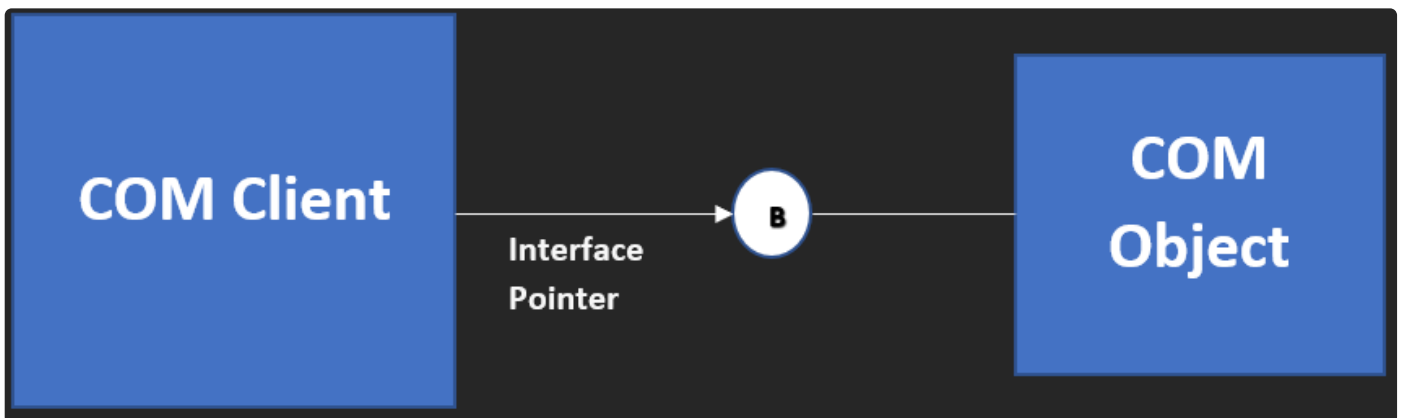 COM Client
Interface
Pointer
B
COM
Object